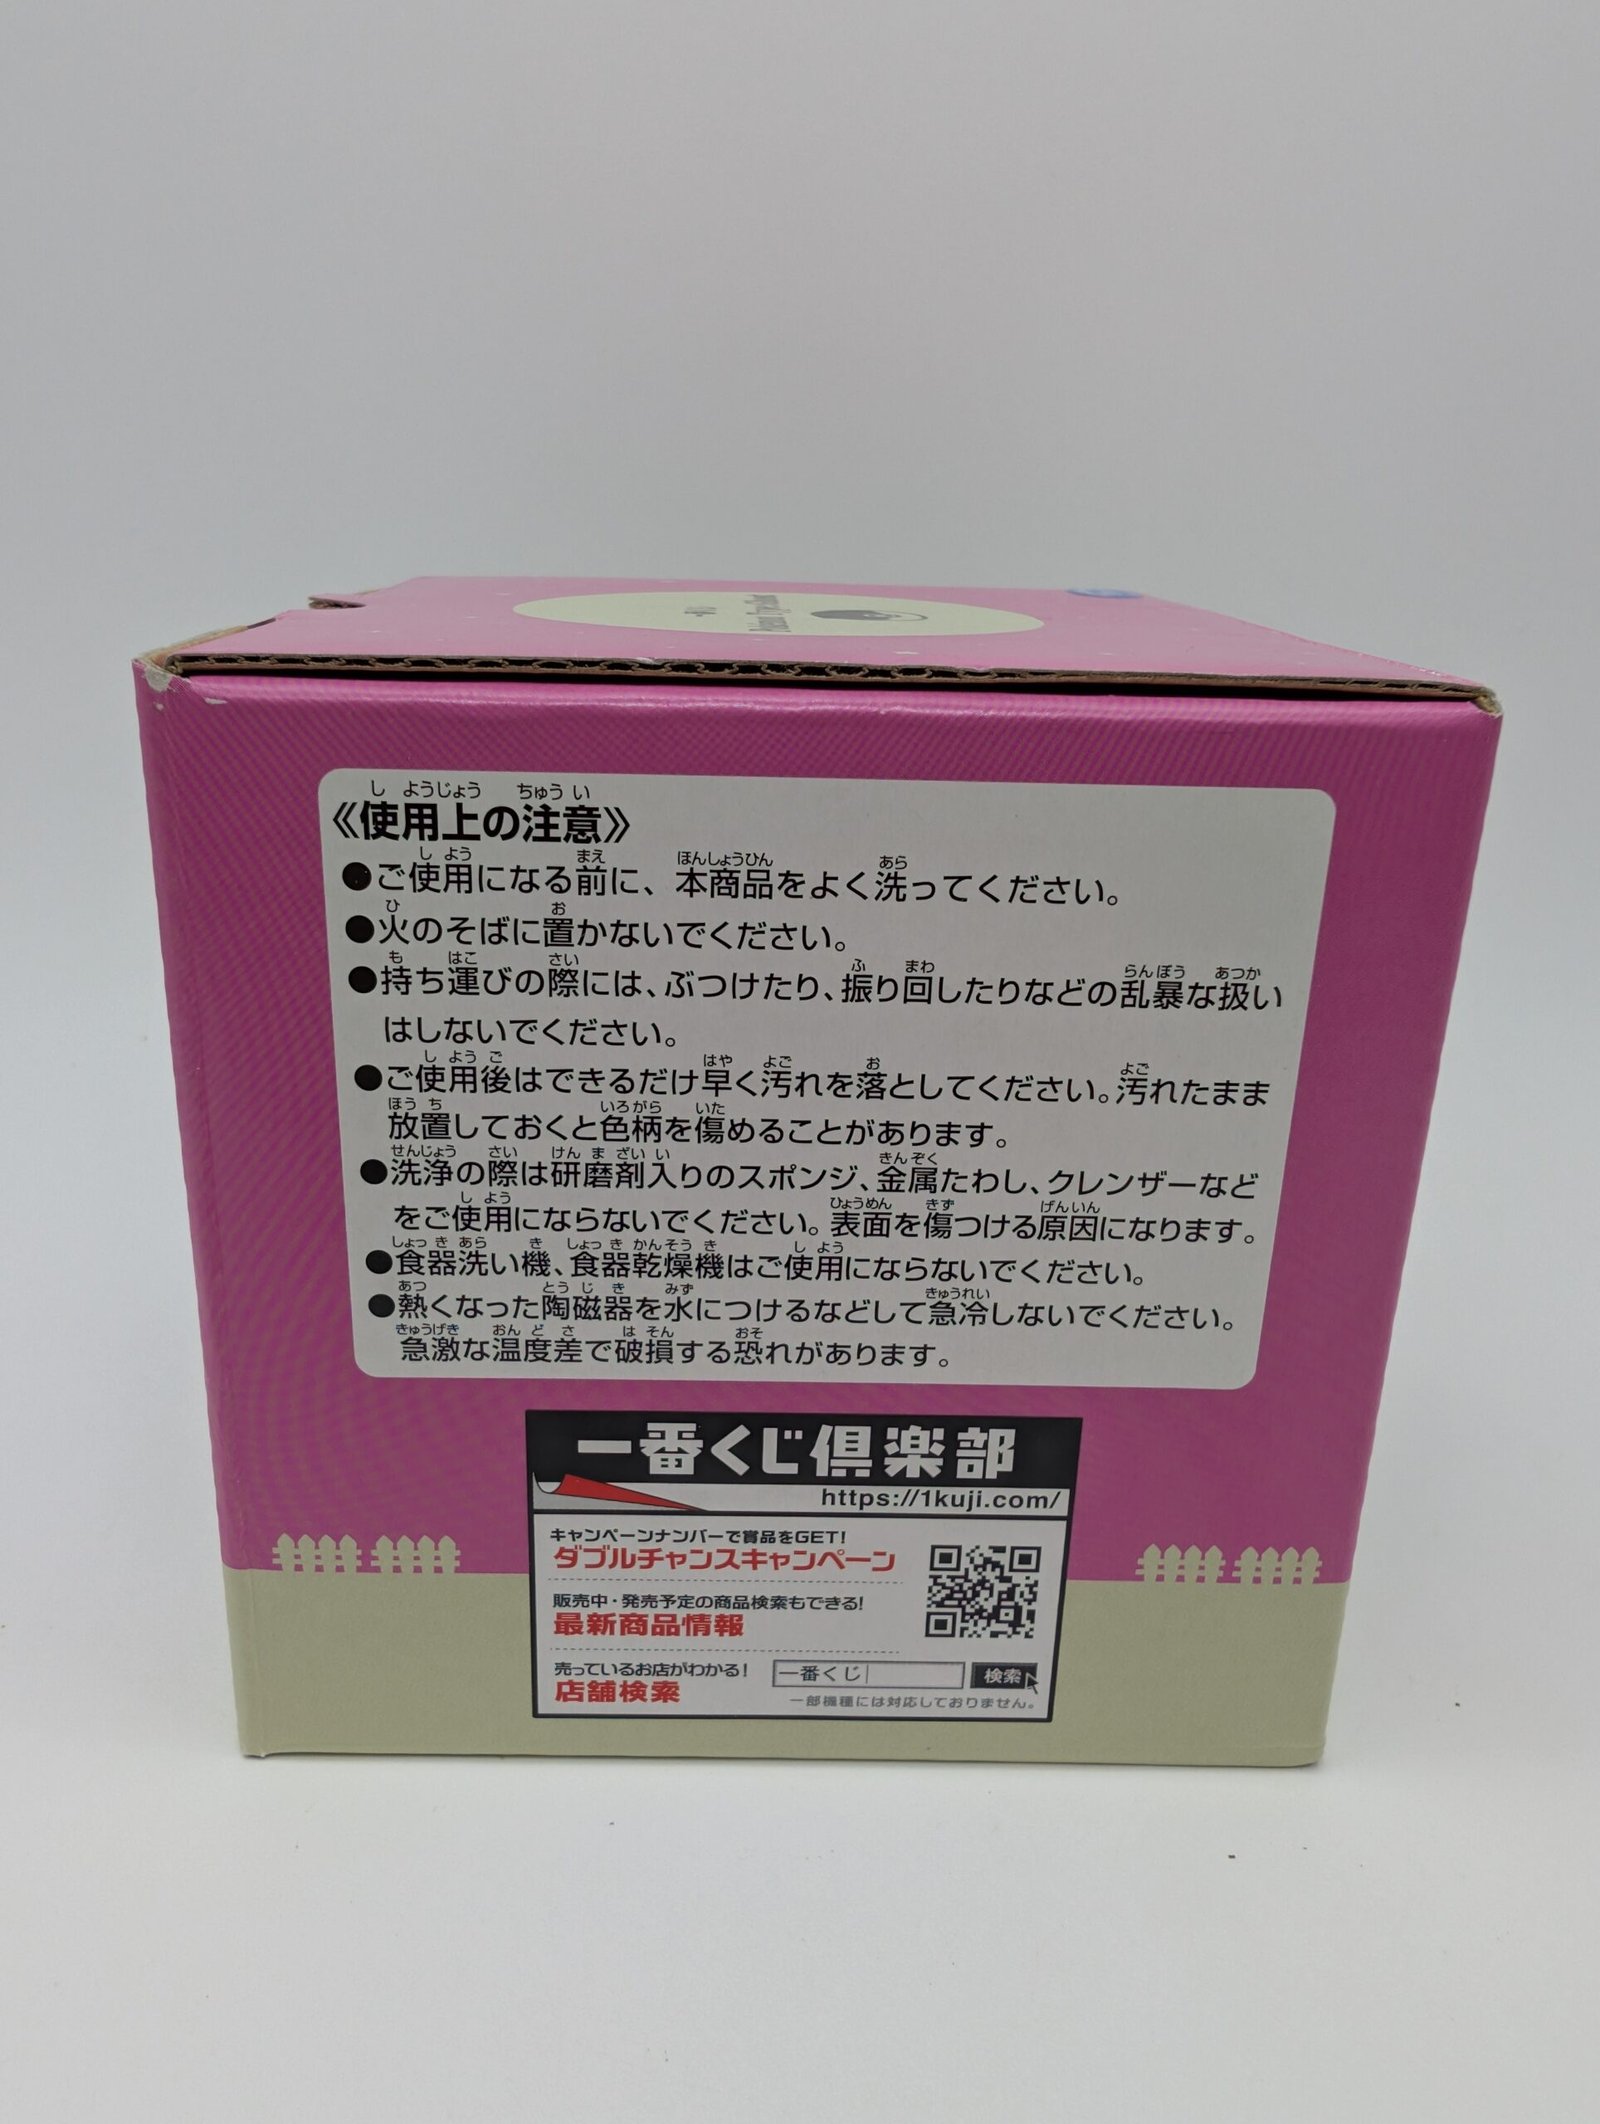 《使用上の注意》
●ご使用になる前に、本商品をよく洗ってください。
●火のそばに置かないでください。
●持ち運びの際には、ぶつけたり、振り回したりなどの乱暴な扱い
はしないでください。
●ご使用後はできるだけ早く汚れを落としてください。汚れたまま
放置しておくと色柄を傷めることがあります。
●洗浄の際は研磨剤入りのスポンジ、金属たわし、クレンザーなど
をご使用にならないでください。表面を傷つける原因になります。
●食器洗い機、食器乾燥機はご使用にならないでください。
●熱くなった陶磁器を水につけるなどして急冷しないでください。
急激な温度差で破損する恐れがあります。
一番くじ倶楽部
https://1kuji.com/
キャンペーンナンバーで賞品をGET!
ダブルチャンスキャンペーン
販売中・発売予定の商品検索もできる!
最新商品情報
売っているお店がわかる!
店舗検索
一番くじ 検索
一部機種には対応しておりません。